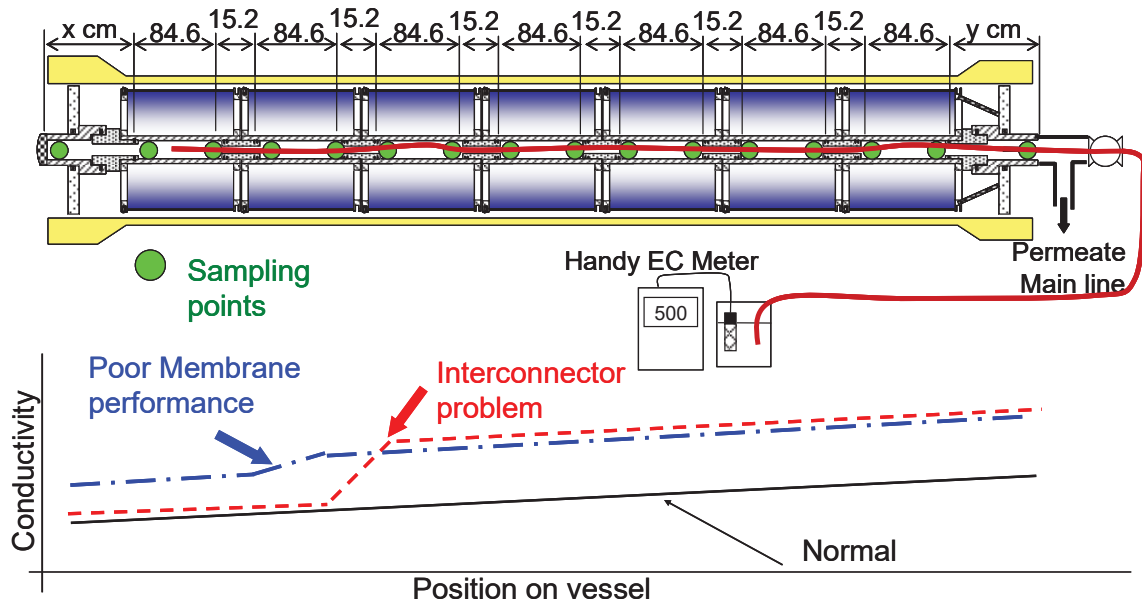 x cm 84.6 15.2 84.6 15.2 84.6 15.2 84.6 15.2 84.6 15.2 84.6 15.2 84.6 y cm
Permeate
Main line
Handy EC Meter
500
Sampling
points
Poor Membrane
performance
Interconnector
problem
Conductivity
Normal
Position on vessel